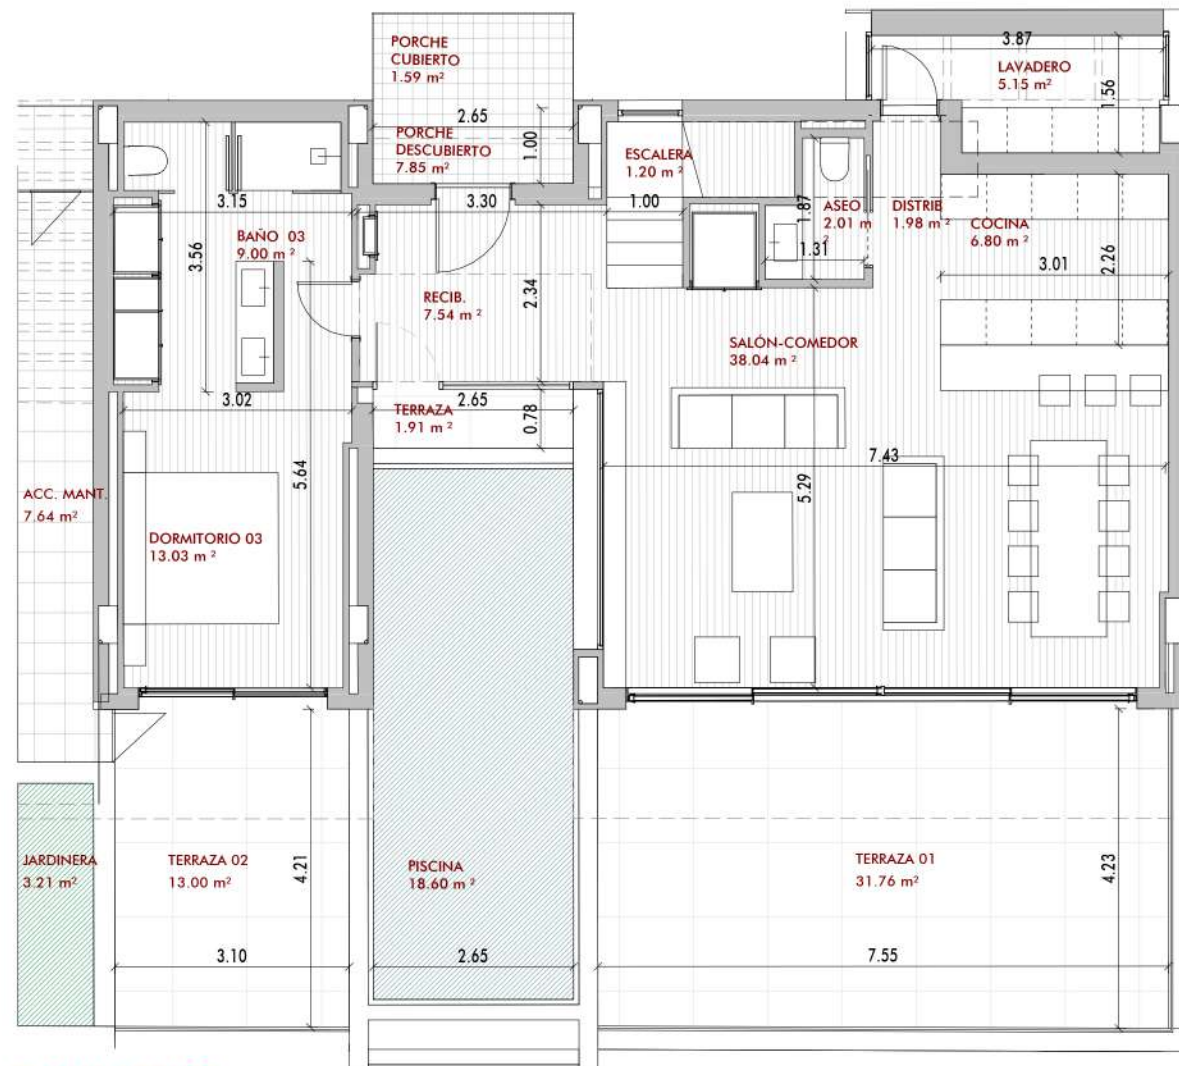 PORCHE
CUBIERTO
1.59 m²
2.65
PORCHE
DESCUBIERTO
7.85 m²
1.00
3.87
LAVADERO
5.15 m²
1.56
ESCALERA
1.20 m²
1.00
ASEO
2.01 m
1.87
1.31
DISTRIB
1.98 m²
COCINA
6.80 m²
3.01
2.26
3.15
BAÑO 03
9.00 m²
3.56
3.30
RECIB.
7.54 m²
2.34
SALÓN-COMEDOR
38.04 m²
3.02
2.65
TERRAZA
1.91 m²
0.78
7.43
5.29
5.64
ACC. MANT.
7.64 m²
DORMITORIO 03
13.03 m²
JARDINERA
3.21 m²
TERRAZA 02
13.00 m²
4.21
3.10
PISCINA
18.60 m²
2.65
TERRAZA 01
31.76 m²
4.23
7.55